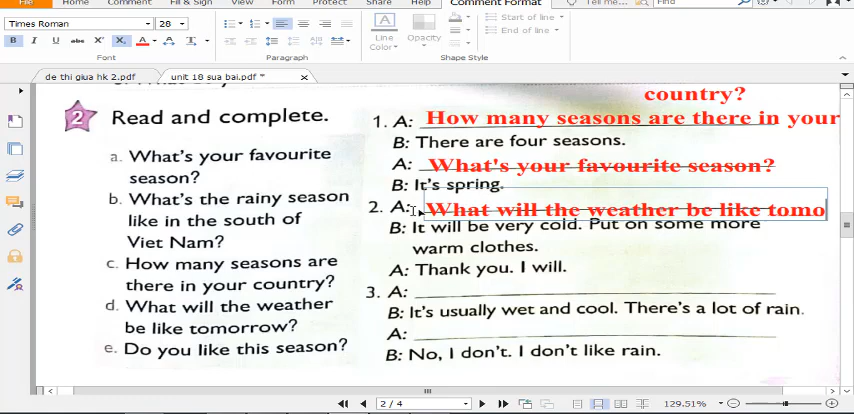 File Home Comment Fill & Sign Form Protect Share Help Comment Format Tell me...
Times Roman 28 Start of line
B I U abc X² X₂ A A Line Color Opacity End of line
Font Paragraph Shape Style
de thi giua hk 2.pdf unit 18 sua bai.pdf *
country?
2 Read and complete.
a. What's your favourite
season?
b. What's the rainy season
like in the south of
Viet Nam?
c. How many seasons are
there in your country?
d. What will the weather
be like tomorrow?
e. Do you like this season?
1. A: How many seasons are there in your
B: There are four seasons.
A: What's your favourite season?
B: It's spring.
2. A: What will the weather be like tomo
B: It will be very cold. Put on some more
warm clothes.
A: Thank you. I will.
3. A:
B: It's usually wet and cool. There's a lot of rain.
A:
B: No, I don't. I don't like rain.
2 / 4 129.51%